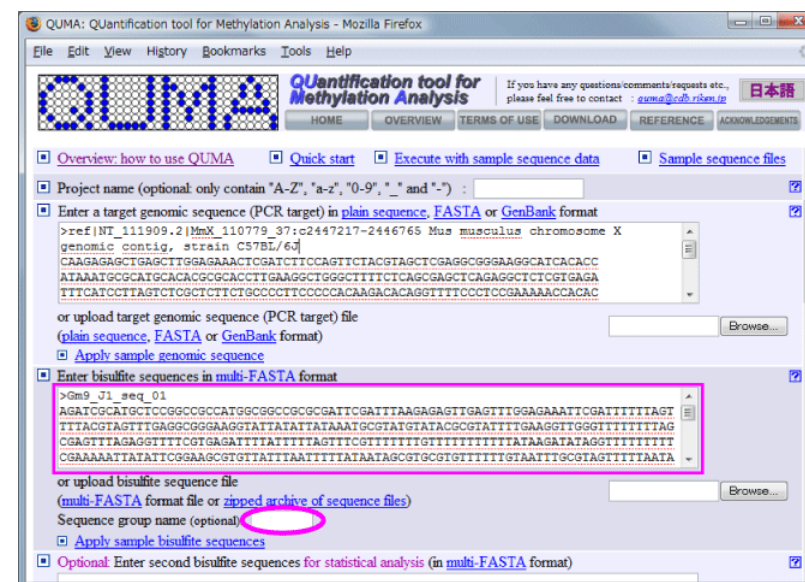 QUMA: QUantification tool for Methylation Analysis - Mozilla Firefox
File Edit View History Bookmarks Tools Help
QUMA
QUantification tool for
Methylation Analysis
If you have any questions/comments/requests etc.,
please feel free to contact : quma@cdb.riken.jp
日本語
HOME OVERVIEW TERMS OF USE DOWNLOAD REFERENCE ACKNOWLEDGEMENTS
Overview: how to use QUMA Quick start Execute with sample sequence data Sample sequence files
Project name (optional: only contain "A-Z", "a-z", "0-9", "_" and "-") :
Enter a target genomic sequence (PCR target) in plain sequence, FASTA or GenBank format
>ref|NT_111909.2|MmX_110779_37:c2447217-2446765 Mus musculus chromosome X
genomic contig, strain C57BL/6J
CAAGAGAGCTGAGCTTGGAGAAACTCGATCTTCCAGTTCTACGTAGCTCGAGGCGGGAAGGCATCACACC
ATAAATGCGCATGCACACGCGCACCTTGAAGGCTGGGCTTTTCTCAGCGAGCTCAGAGGCTCTCGTGAGA
TTTCATCCTTAGTCTCGCTCTTCTGCCCCTTCCCCCACAAGACACAGGTTTTCCCTCCGAAAAACCACAC
or upload target genomic sequence (PCR target) file
(plain sequence, FASTA or GenBank format)
Browse...
Apply sample genomic sequence
Enter bisulfite sequences in multi-FASTA format
>Gm9_J1_seq_01
AGATCGCATGCTCCGGCCGCCATGGCGGCCGCGCGATTCGATTTAAGAGAGTTGAGTTTGGAGAAATTCGATTTTTTAGT
TTTACGTAGTTTGAGGCGGGAAGGTATTATATTATAAATGCGTATGTATACGCGTATTTTGAAGGTTGGGTTTTTTTTAG
CGAGTTTAGAGGTTTTCGTGAGATTTTATTTTTAGTTTCGTTTTTTTGTTTTTTTTTTTATAAGATATAGGTTTTTTTTT
CGAAAAATTATATTCGGAAGCGTGTTATTTAATTTTTATAATAGCGTGCGTGTTTTTTGTAATTTGCGTAGTTTTTAATA
or upload bisulfite sequence file
(multi-FASTA format file or zipped archive of sequence files)
Browse...
Sequence group name (optional)
Apply sample bisulfite sequences
Optional: Enter second bisulfite sequences for statistical analysis (in multi-FASTA format)